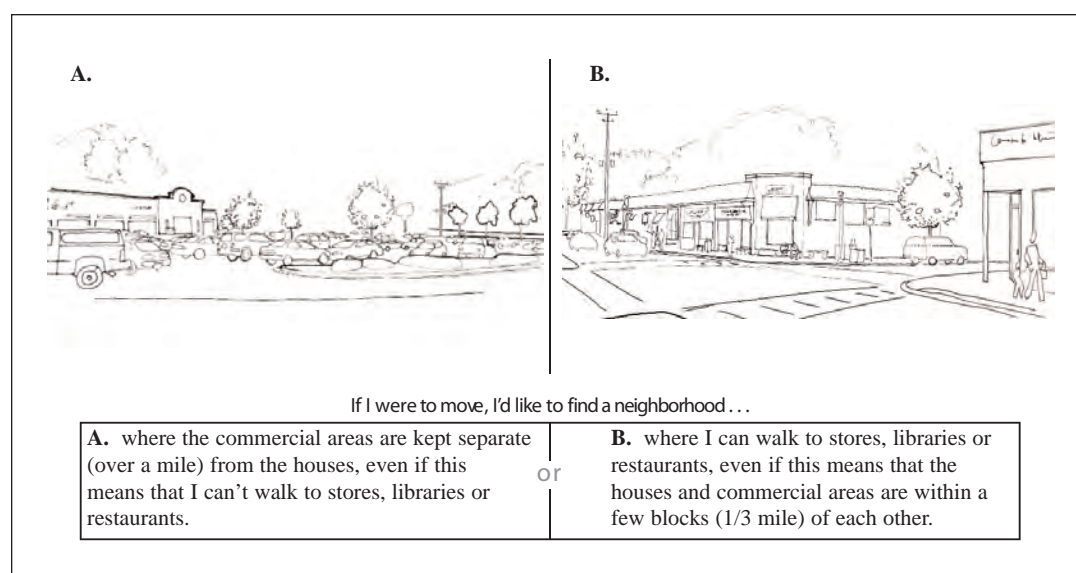 A.
B.
If I were to move, I'd like to find a neighborhood . . .
A. where the commercial areas are kept separate
(over a mile) from the houses, even if this
means that I can't walk to stores, libraries or
restaurants.
or
B. where I can walk to stores, libraries or
restaurants, even if this means that the
houses and commercial areas are within a
few blocks (1/3 mile) of each other.